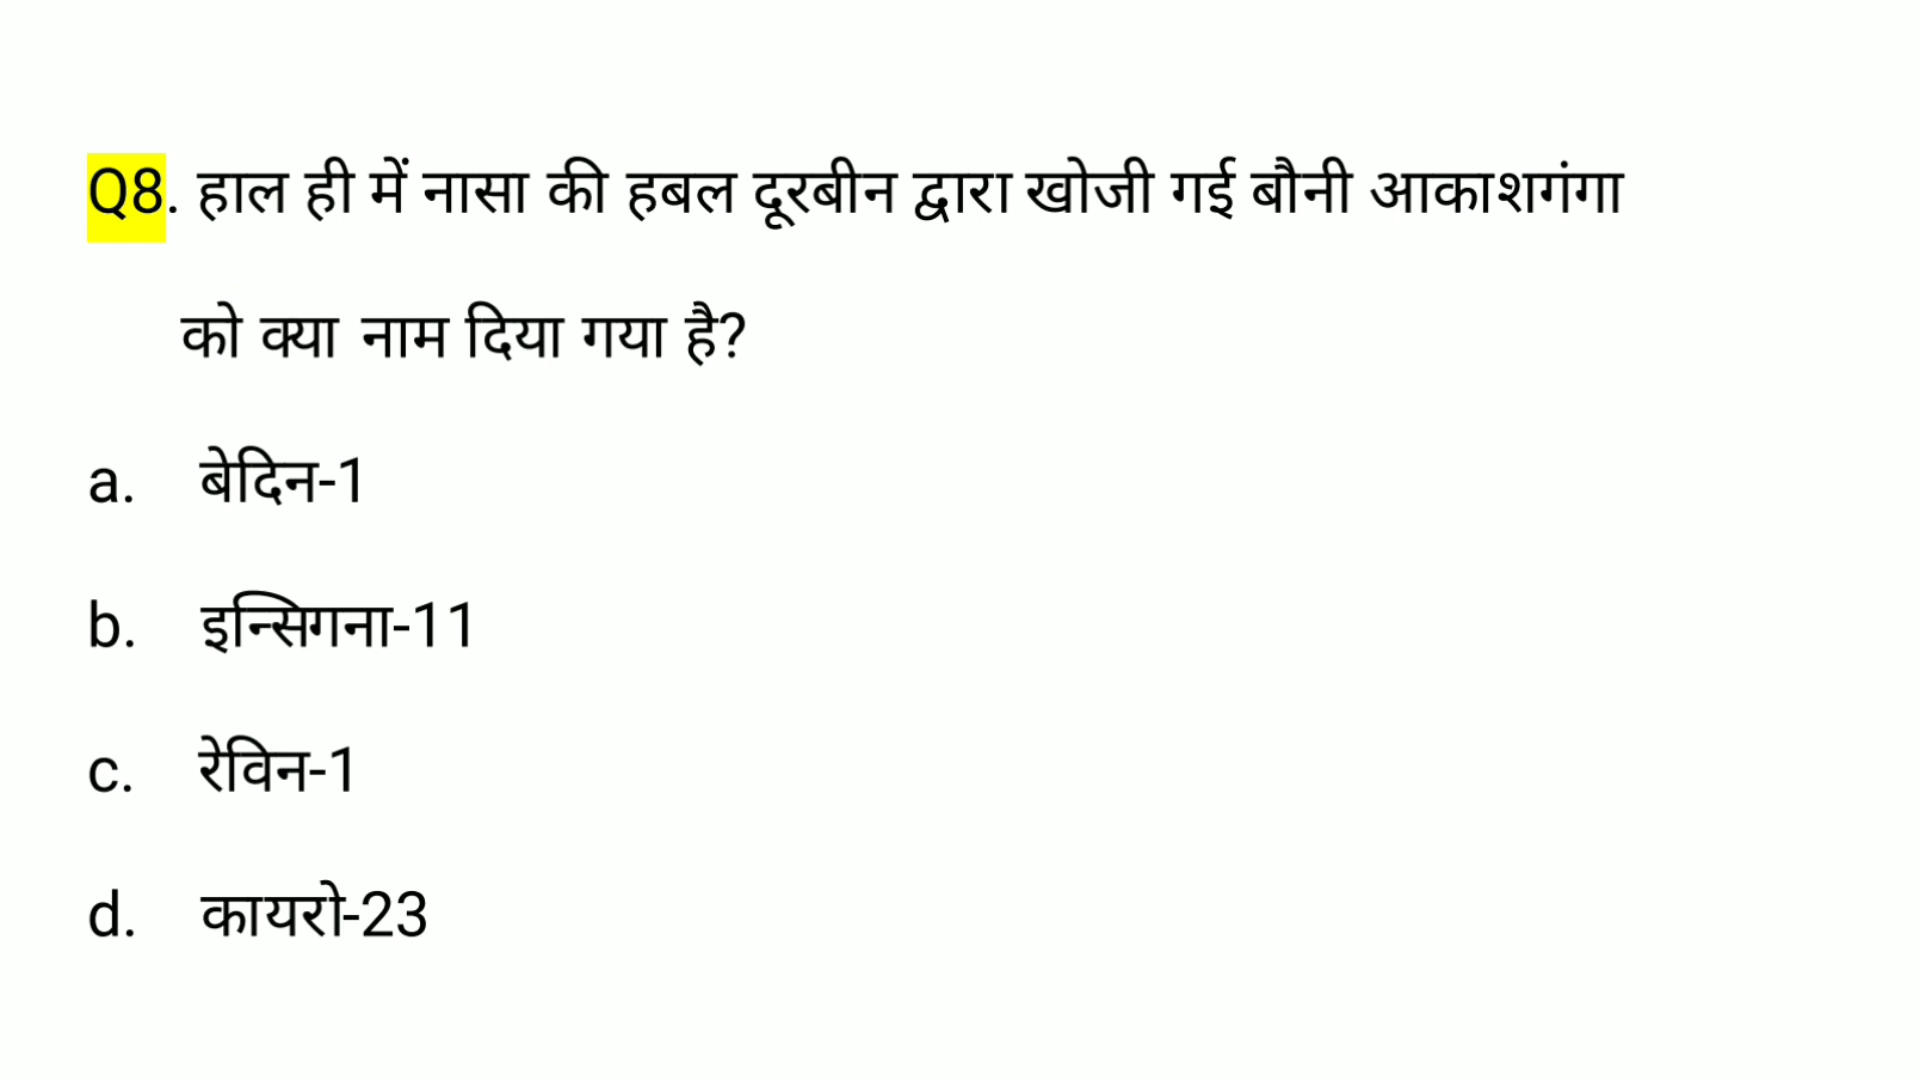 Q8. हाल ही में नासा की हबल दूरबीन द्वारा खोजी गई बौनी आकाशगंगा
को क्या नाम दिया गया है?
a. बेदिन-1
b. इन्सिगना-11
c. रेविन-1
d. कायरो-23